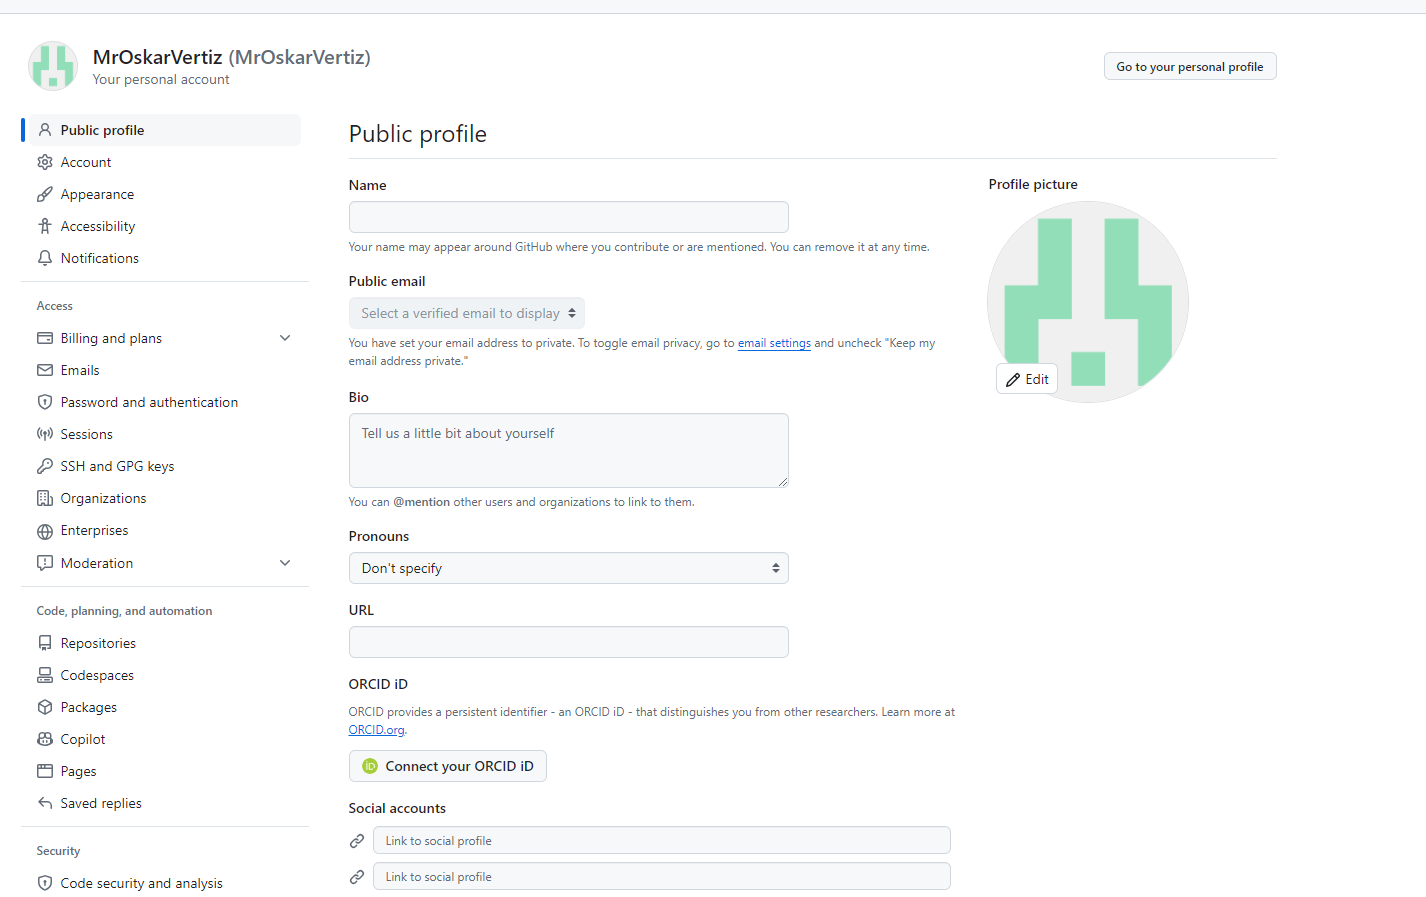 MrOskarVertiz (MrOskarVertiz)
Your personal account
Go to your personal profile
Public profile
Account
Appearance
Accessibility
Notifications
Access
Billing and plans
Emails
Password and authentication
Sessions
SSH and GPG keys
Organizations
Enterprises
Moderation
Code, planning, and automation
Repositories
Codespaces
Packages
Copilot
Pages
Saved replies
Security
Code security and analysis
Public profile
Name
Your name may appear around GitHub where you contribute or are mentioned. You can remove it at any time.
Public email
Select a verified email to display
You have set your email address to private. To toggle email privacy, go to email settings and uncheck "Keep my
email address private."
Bio
Tell us a little bit about yourself
You can @mention other users and organizations to link to them.
Pronouns
Don't specify
URL
ORCID iD
ORCID provides a persistent identifier - an ORCID iD - that distinguishes you from other researchers. Learn more at
ORCID.org.
iD Connect your ORCID iD
Social accounts
Link to social profile
Link to social profile
Profile picture
Edit